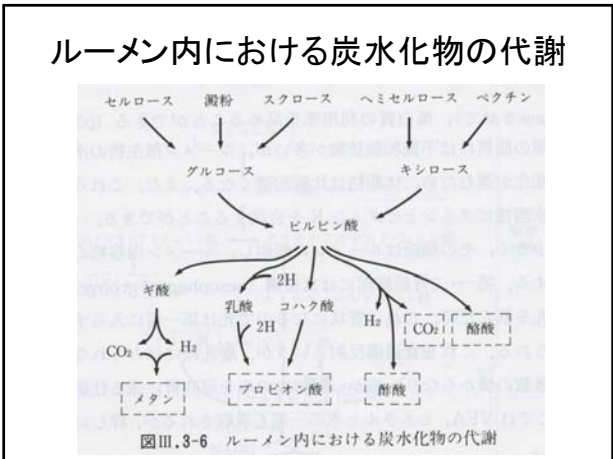 ルーメン内における炭水化物の代謝
セルロース 澱粉 スクロース ヘミセルロース ペクチン
グルコース キシロース
ピルビン酸
ギ酸 2H
乳酸 コハク酸
2H H₂ CO₂ 酪酸
CO₂ H₂
メタン プロピオン酸 酢酸
図Ⅲ.3-6 ルーメン内における炭水化物の代謝